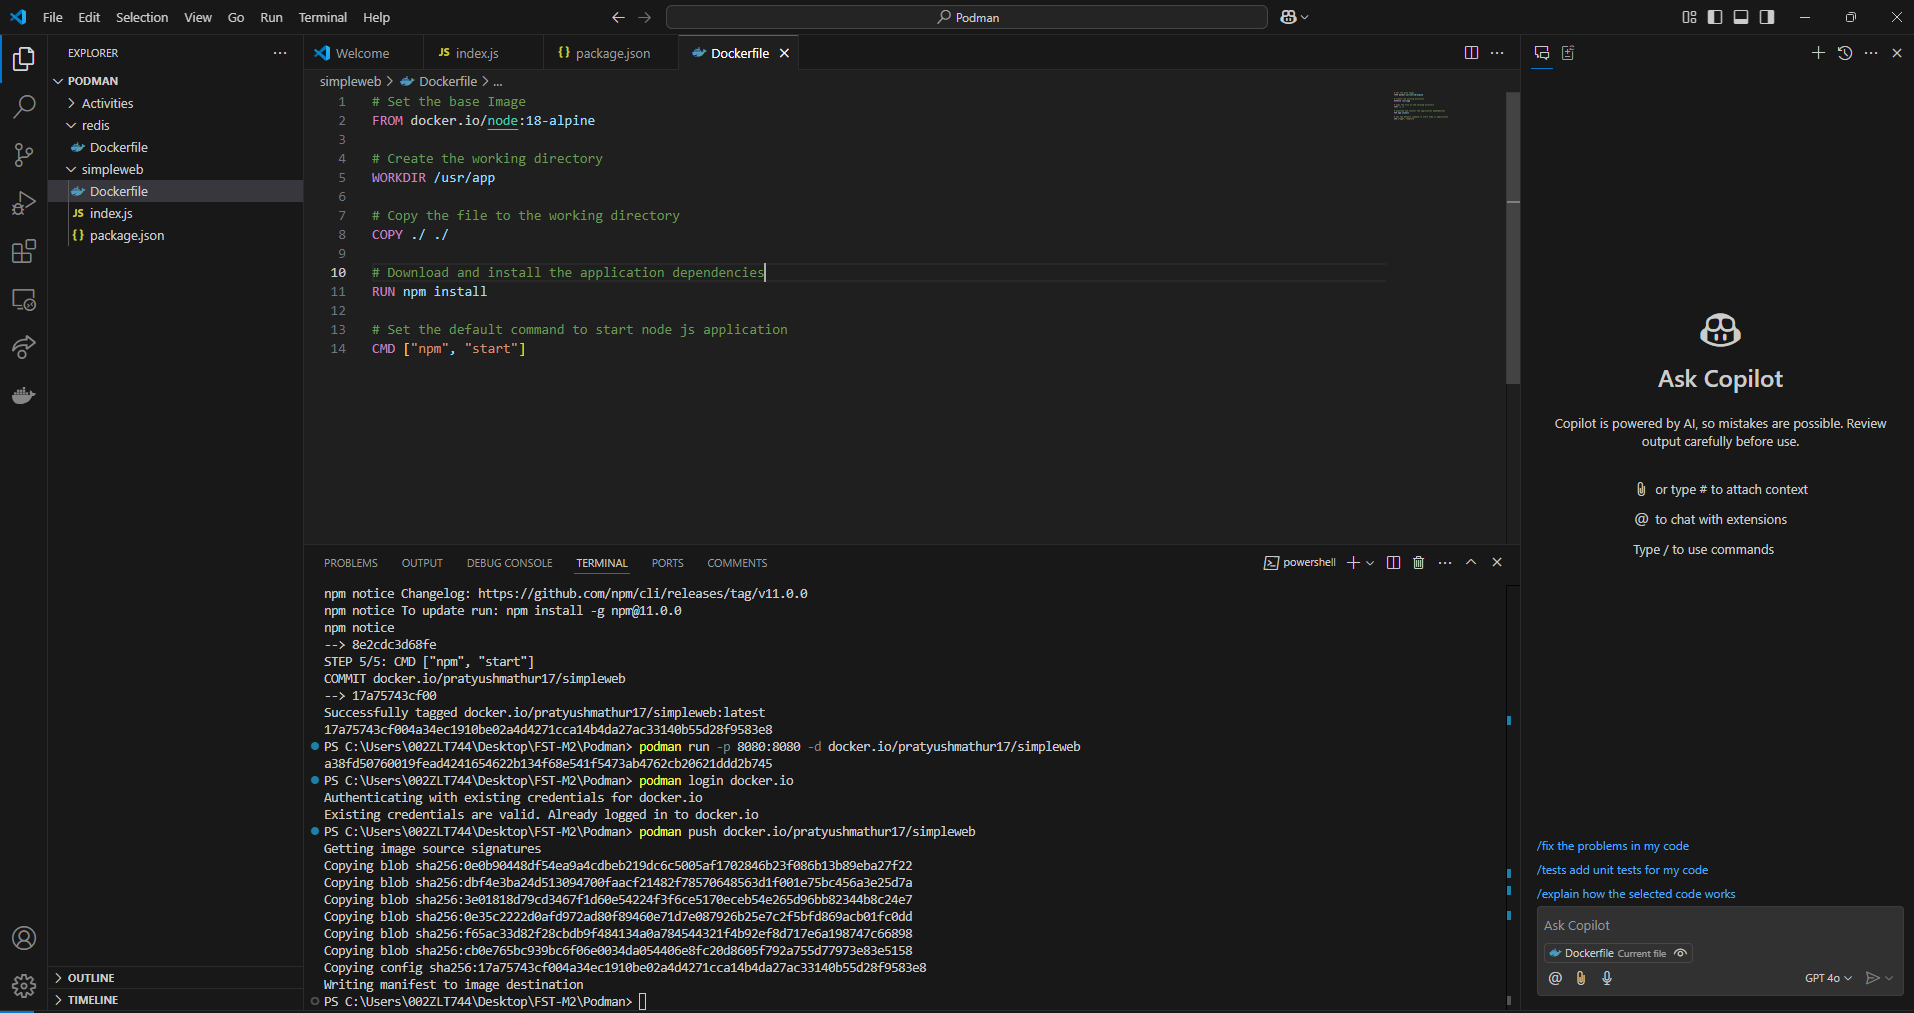 File Edit Selection View Go Run Terminal Help
Podman
EXPLORER
PODMAN
Activities
redis
Dockerfile
simpleweb
Dockerfile
index.js
package.json
OUTLINE
TIMELINE
Welcome
JS index.js
{} package.json
Dockerfile
simpleweb > Dockerfile > ...
1 # Set the base Image
2 FROM docker.io/node:18-alpine
3
4 # Create the working directory
5 WORKDIR /usr/app
6
7 # Copy the file to the working directory
8 COPY ./ ./
9
10 # Download and install the application dependencies
11 RUN npm install
12
13 # Set the default command to start node js application
14 CMD ["npm", "start"]
PROBLEMS OUTPUT DEBUG CONSOLE TERMINAL PORTS COMMENTS
powershell
npm notice Changelog: https://github.com/npm/cli/releases/tag/v11.0.0
npm notice To update run: npm install -g npm@11.0.0
npm notice
--> 8e2cdc3d68fe
STEP 5/5: CMD ["npm", "start"]
COMMIT docker.io/pratyushmathur17/simpleweb
--> 17a75743cf00
Successfully tagged docker.io/pratyushmathur17/simpleweb:latest
17a75743cf004a34ec1910be02a4d4271cca14b4da27ac33140b55d28f9583e8
PS C:\Users\002ZLT744\Desktop\FST-M2\Podman> podman run -p 8080:8080 -d docker.io/pratyushmathur17/simpleweb
a38fd50760019fead4241654622b134f68e541f5473ab4762cb20621ddd2b745
PS C:\Users\002ZLT744\Desktop\FST-M2\Podman> podman login docker.io
Authenticating with existing credentials for docker.io
Existing credentials are valid. Already logged in to docker.io
PS C:\Users\002ZLT744\Desktop\FST-M2\Podman> podman push docker.io/pratyushmathur17/simpleweb
Getting image source signatures
Copying blob sha256:0e0b90448df54ea9a4cdbeb219dc6c5005af1702846b23f086b13b89eba27f22
Copying blob sha256:dbf4e3ba24d513094700faacf21482f78570648563d1f001e75bc456a3e25d7a
Copying blob sha256:3e01818d79cd3467f1d60e54224f3f6ce5170eceb54e265d96bb82344b8c24e7
Copying blob sha256:0e35c2222d0afd972ad80f89460e71d7e087926b25e7c2f5bfd869acb01fc0dd
Copying blob sha256:f65ac33d82f28cbdb9f484134a0a784544321f4b92ef8d717e6a198747c66898
Copying blob sha256:cb0e765bc939bc6f06e0034da054406e8fc20d8605f792a755d77973e83e5158
Copying config sha256:17a75743cf004a34ec1910be02a4d4271cca14b4da27ac33140b55d28f9583e8
Writing manifest to image destination
PS C:\Users\002ZLT744\Desktop\FST-M2\Podman>
Ask Copilot
Copilot is powered by AI, so mistakes are possible. Review
output carefully before use.
or type # to attach context
@ to chat with extensions
Type / to use commands
/fix the problems in my code
/tests add unit tests for my code
/explain how the selected code works
Ask Copilot
Dockerfile Current file
@
GPT 4o